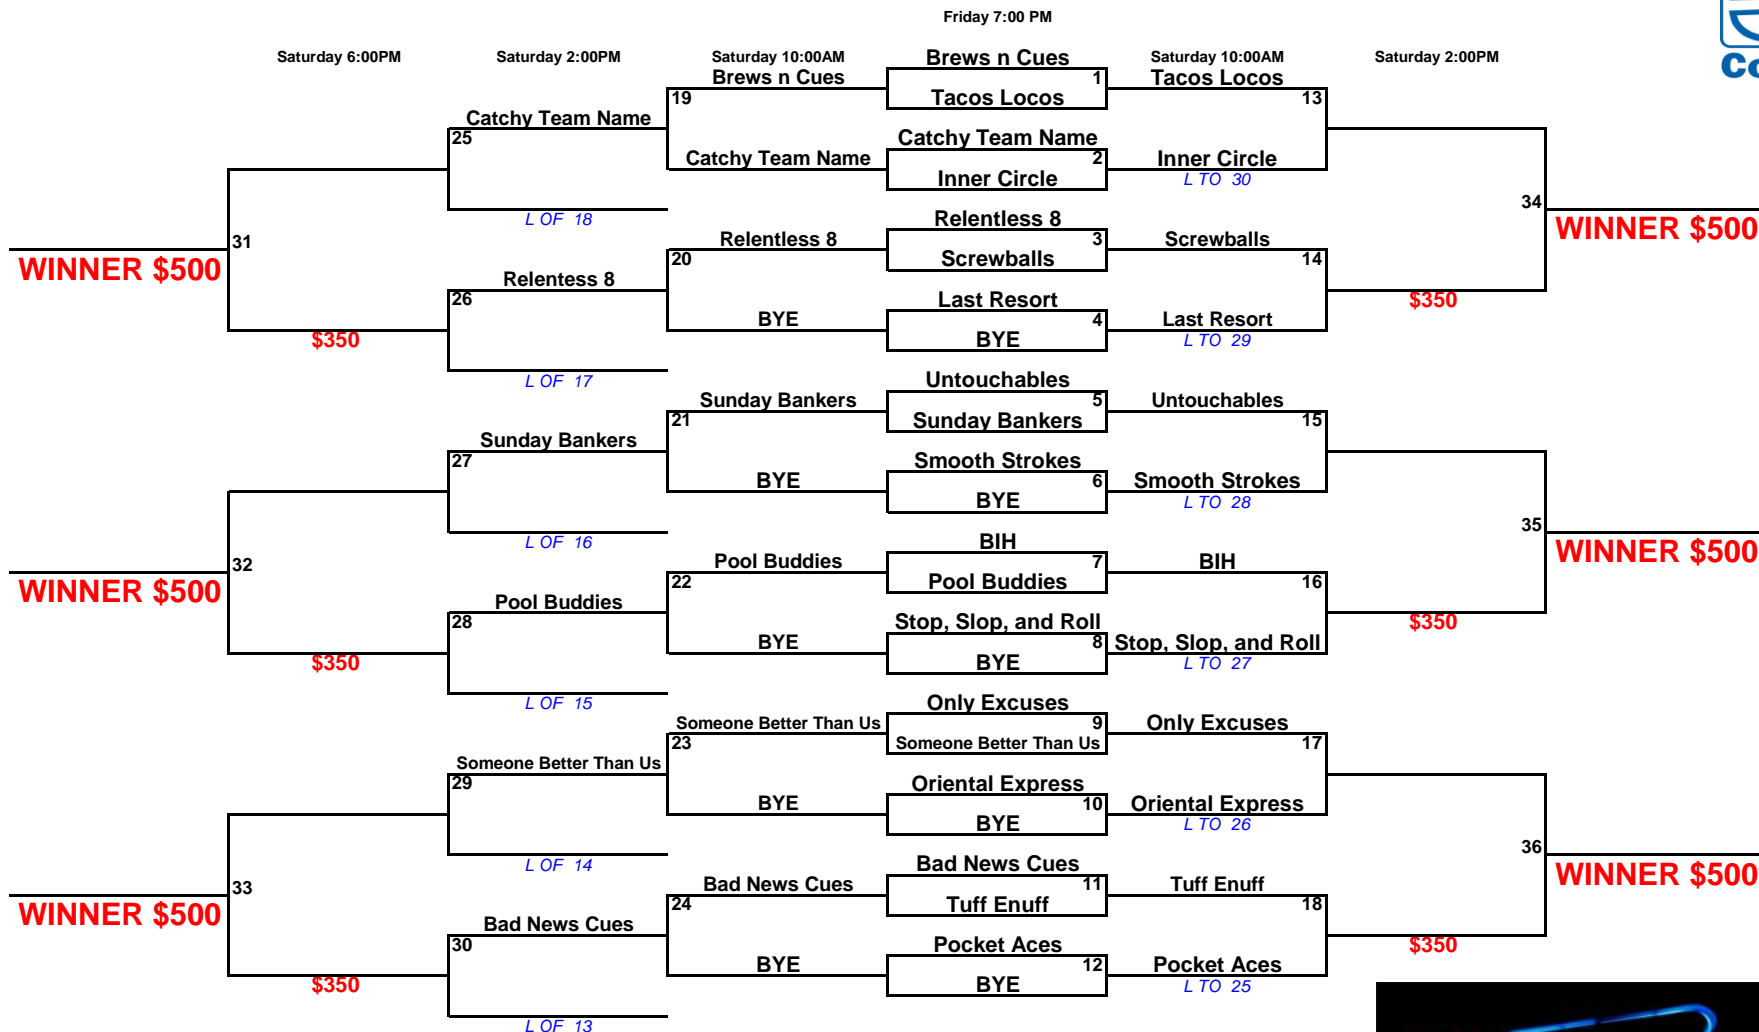 Friday 7:00 PM
Saturday 6:00PM Saturday 2:00PM Saturday 10:00AM Brews n Cues Saturday 10:00AM Saturday 2:00PM
Brews n Cues 1 Tacos Locos
19 Tacos Locos 13
Catchy Team Name
25 Catchy Team Name
Catchy Team Name 2 Inner Circle
Inner Circle L TO 30
34
L OF 18 Relentless 8 WINNER $500
31 Relentless 8 3 Screwballs
WINNER $500 20 Screwballs 14
Relentess 8
26 Last Resort $350
BYE 4 Last Resort
$350 BYE L TO 29
L OF 17 Untouchables
Sunday Bankers 5 Untouchables
21 Sunday Bankers 15
Sunday Bankers
27 Smooth Strokes
BYE 6 Smooth Strokes
BYE L TO 28
35
L OF 16 BIH WINNER $500
32 Pool Buddies 7 BIH
WINNER $500 22 Pool Buddies 16
Pool Buddies
28 Stop, Slop, and Roll $350
BYE 8 Stop, Slop, and Roll
$350 BYE L TO 27
L OF 15 Only Excuses
Someone Better Than Us 9 Only Excuses
23 Someone Better Than Us 17
Someone Better Than Us
29 Oriental Express
BYE 10 Oriental Express
BYE L TO 26
36
L OF 14 Bad News Cues WINNER $500
33 Bad News Cues 11 Tuff Enuff
WINNER $500 24 Tuff Enuff 18
Bad News Cues
30 Pocket Aces $350
BYE 12 Pocket Aces
$350 BYE L TO 25
L OF 13